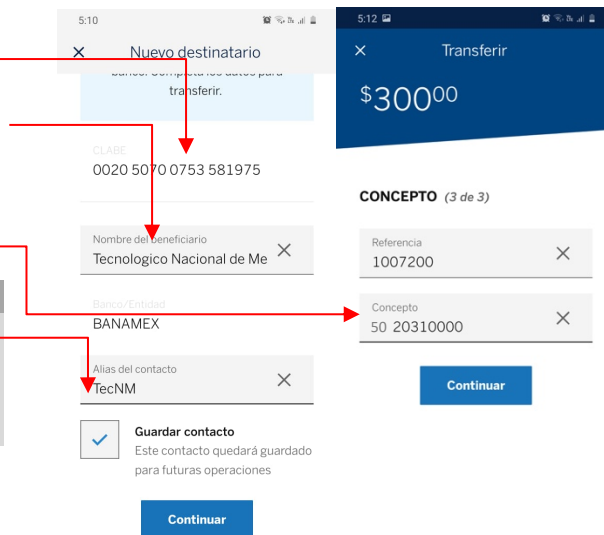 5:10
Nuevo destinatario
banco. Completa los datos para
transferir.
CLABE
0020 5070 0753 581975
Nombre del beneficiario
Tecnologico Nacional de Me
Banco/Entidad
BANAMEX
Alias del contacto
TecNM
Guardar contacto
Este contacto quedará guardado
para futuras operaciones
Continuar
5:12
Transferir
$30000
CONCEPTO (3 de 3)
Referencia
1007200
Concepto
50 20310000
Continuar